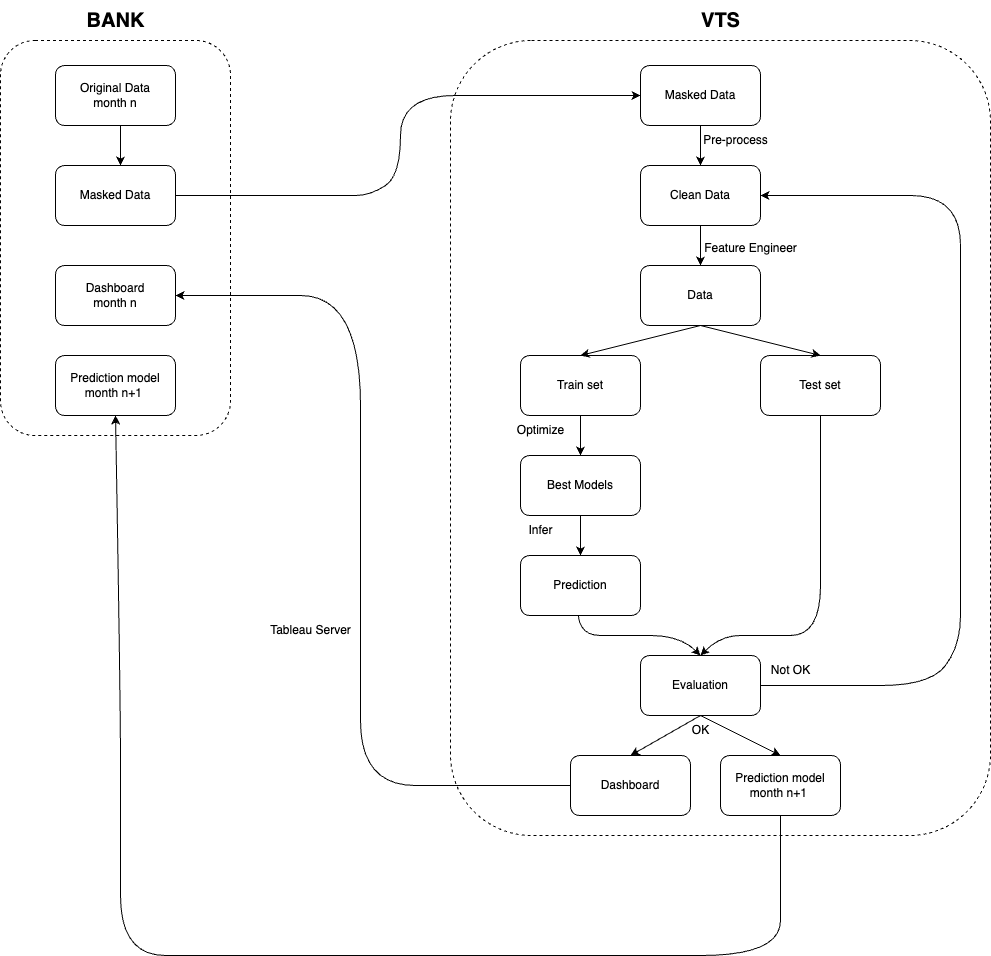 BANK
Original Data
month n
Masked Data
Dashboard
month n
Prediction model
month n+1
Tableau Server
VTS
Masked Data
Pre-process
Clean Data
Feature Engineer
Data
Train set
Test set
Optimize
Best Models
Infer
Prediction
Evaluation
Not OK
OK
Dashboard
Prediction model
month n+1